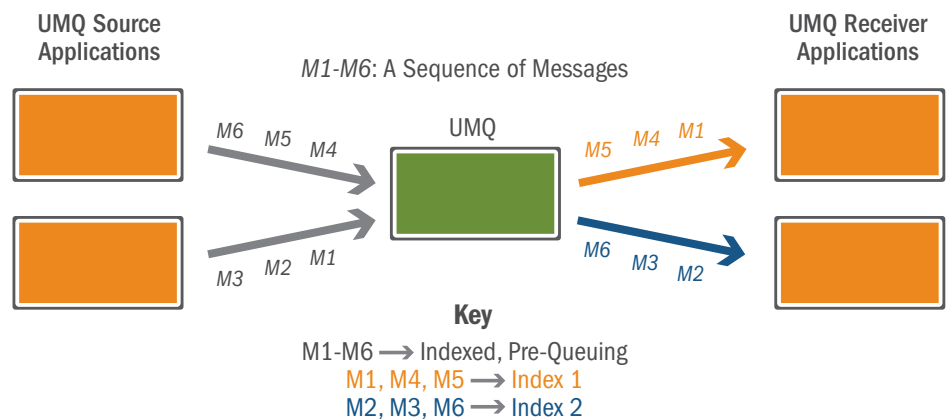 UMQ Source
Applications
UMQ Receiver
Applications
M1-M6: A Sequence of Messages
UMQ
M6 M5 M4
M3 M2 M1
M5 M4 M1
M6 M3 M2
Key
M1-M6 → Indexed, Pre-Queuing
M1, M4, M5 → Index 1
M2, M3, M6 → Index 2